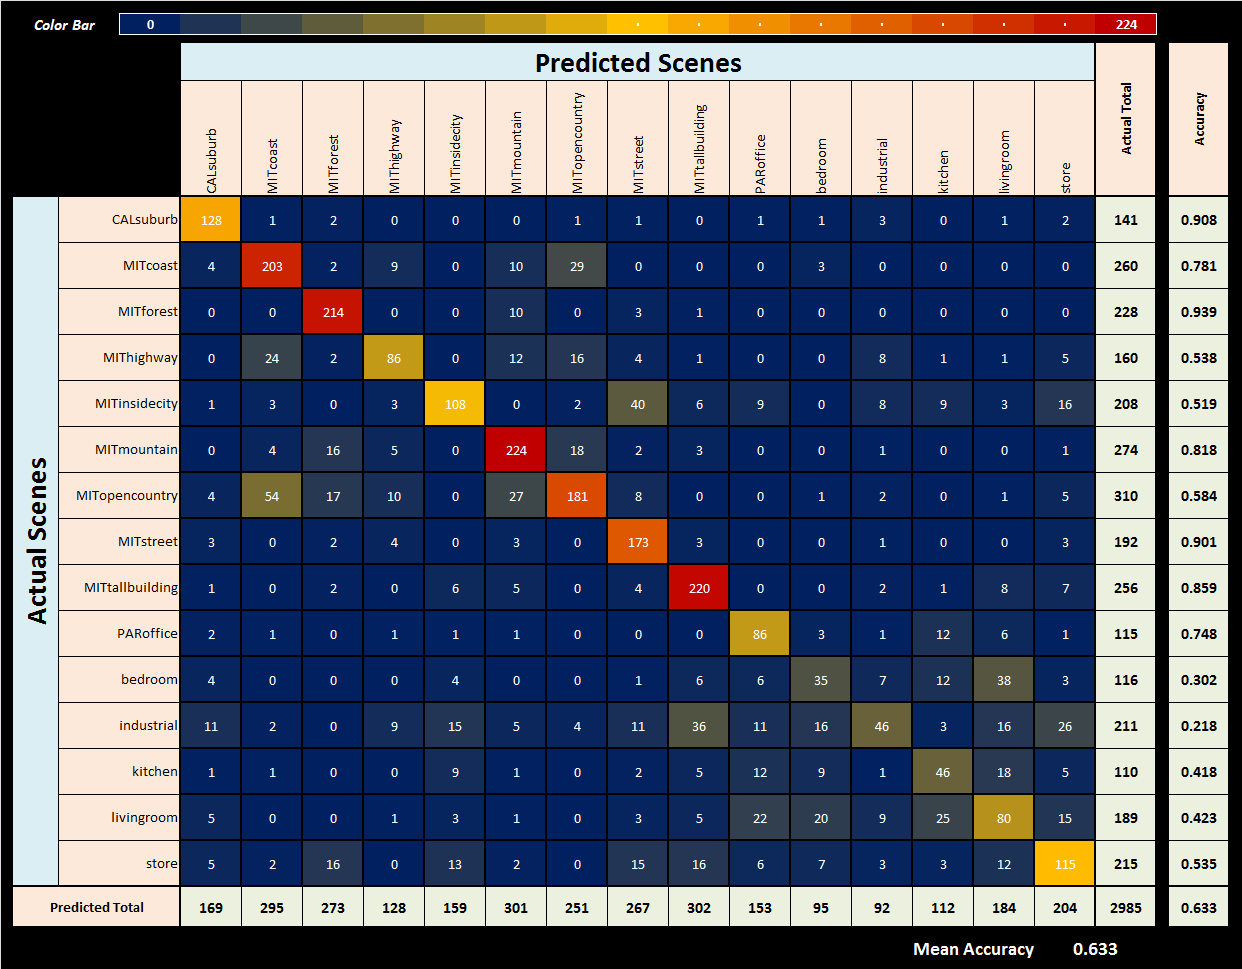 Color Bar 0 224
Predicted Scenes
CALsuburb MITcoast MITforest MIThighway MITinsidecity MITmountain MITopencountry MITstreet MITtallbuilding PARoffice bedroom industrial kitchen livingroom store Actual Total Accuracy
Actual Scenes
CALsuburb 128 1 2 0 0 0 1 1 0 1 1 3 0 1 2 141 0.908
MITcoast 4 203 2 9 0 10 29 0 0 0 3 0 0 0 0 260 0.781
MITforest 0 0 214 0 0 10 0 3 1 0 0 0 0 0 0 228 0.939
MIThighway 0 24 2 86 0 12 16 4 1 0 0 8 1 1 5 160 0.538
MITinsidecity 1 3 0 3 108 0 2 40 6 9 0 8 9 3 16 208 0.519
MITmountain 0 4 16 5 0 224 18 2 3 0 0 1 0 0 1 274 0.818
MITopencountry 4 54 17 10 0 27 181 8 0 0 1 2 0 1 5 310 0.584
MITstreet 3 0 2 4 0 3 0 173 3 0 0 1 0 0 3 192 0.901
MITtallbuilding 1 0 2 0 6 5 0 4 220 0 0 2 1 8 7 256 0.859
PARoffice 2 1 0 1 1 1 0 0 0 86 3 1 12 6 1 115 0.748
bedroom 4 0 0 0 4 0 0 1 6 6 35 7 12 38 3 116 0.302
industrial 11 2 0 9 15 5 4 11 36 11 16 46 3 16 26 211 0.218
kitchen 1 1 0 0 9 1 0 2 5 12 9 1 46 18 5 110 0.418
livingroom 5 0 0 1 3 1 0 3 5 22 20 9 25 80 15 189 0.423
store 5 2 16 0 13 2 0 15 16 6 7 3 3 12 115 215 0.535
Predicted Total 169 295 273 128 159 301 251 267 302 153 95 92 112 184 204 2985 0.633
Mean Accuracy 0.633